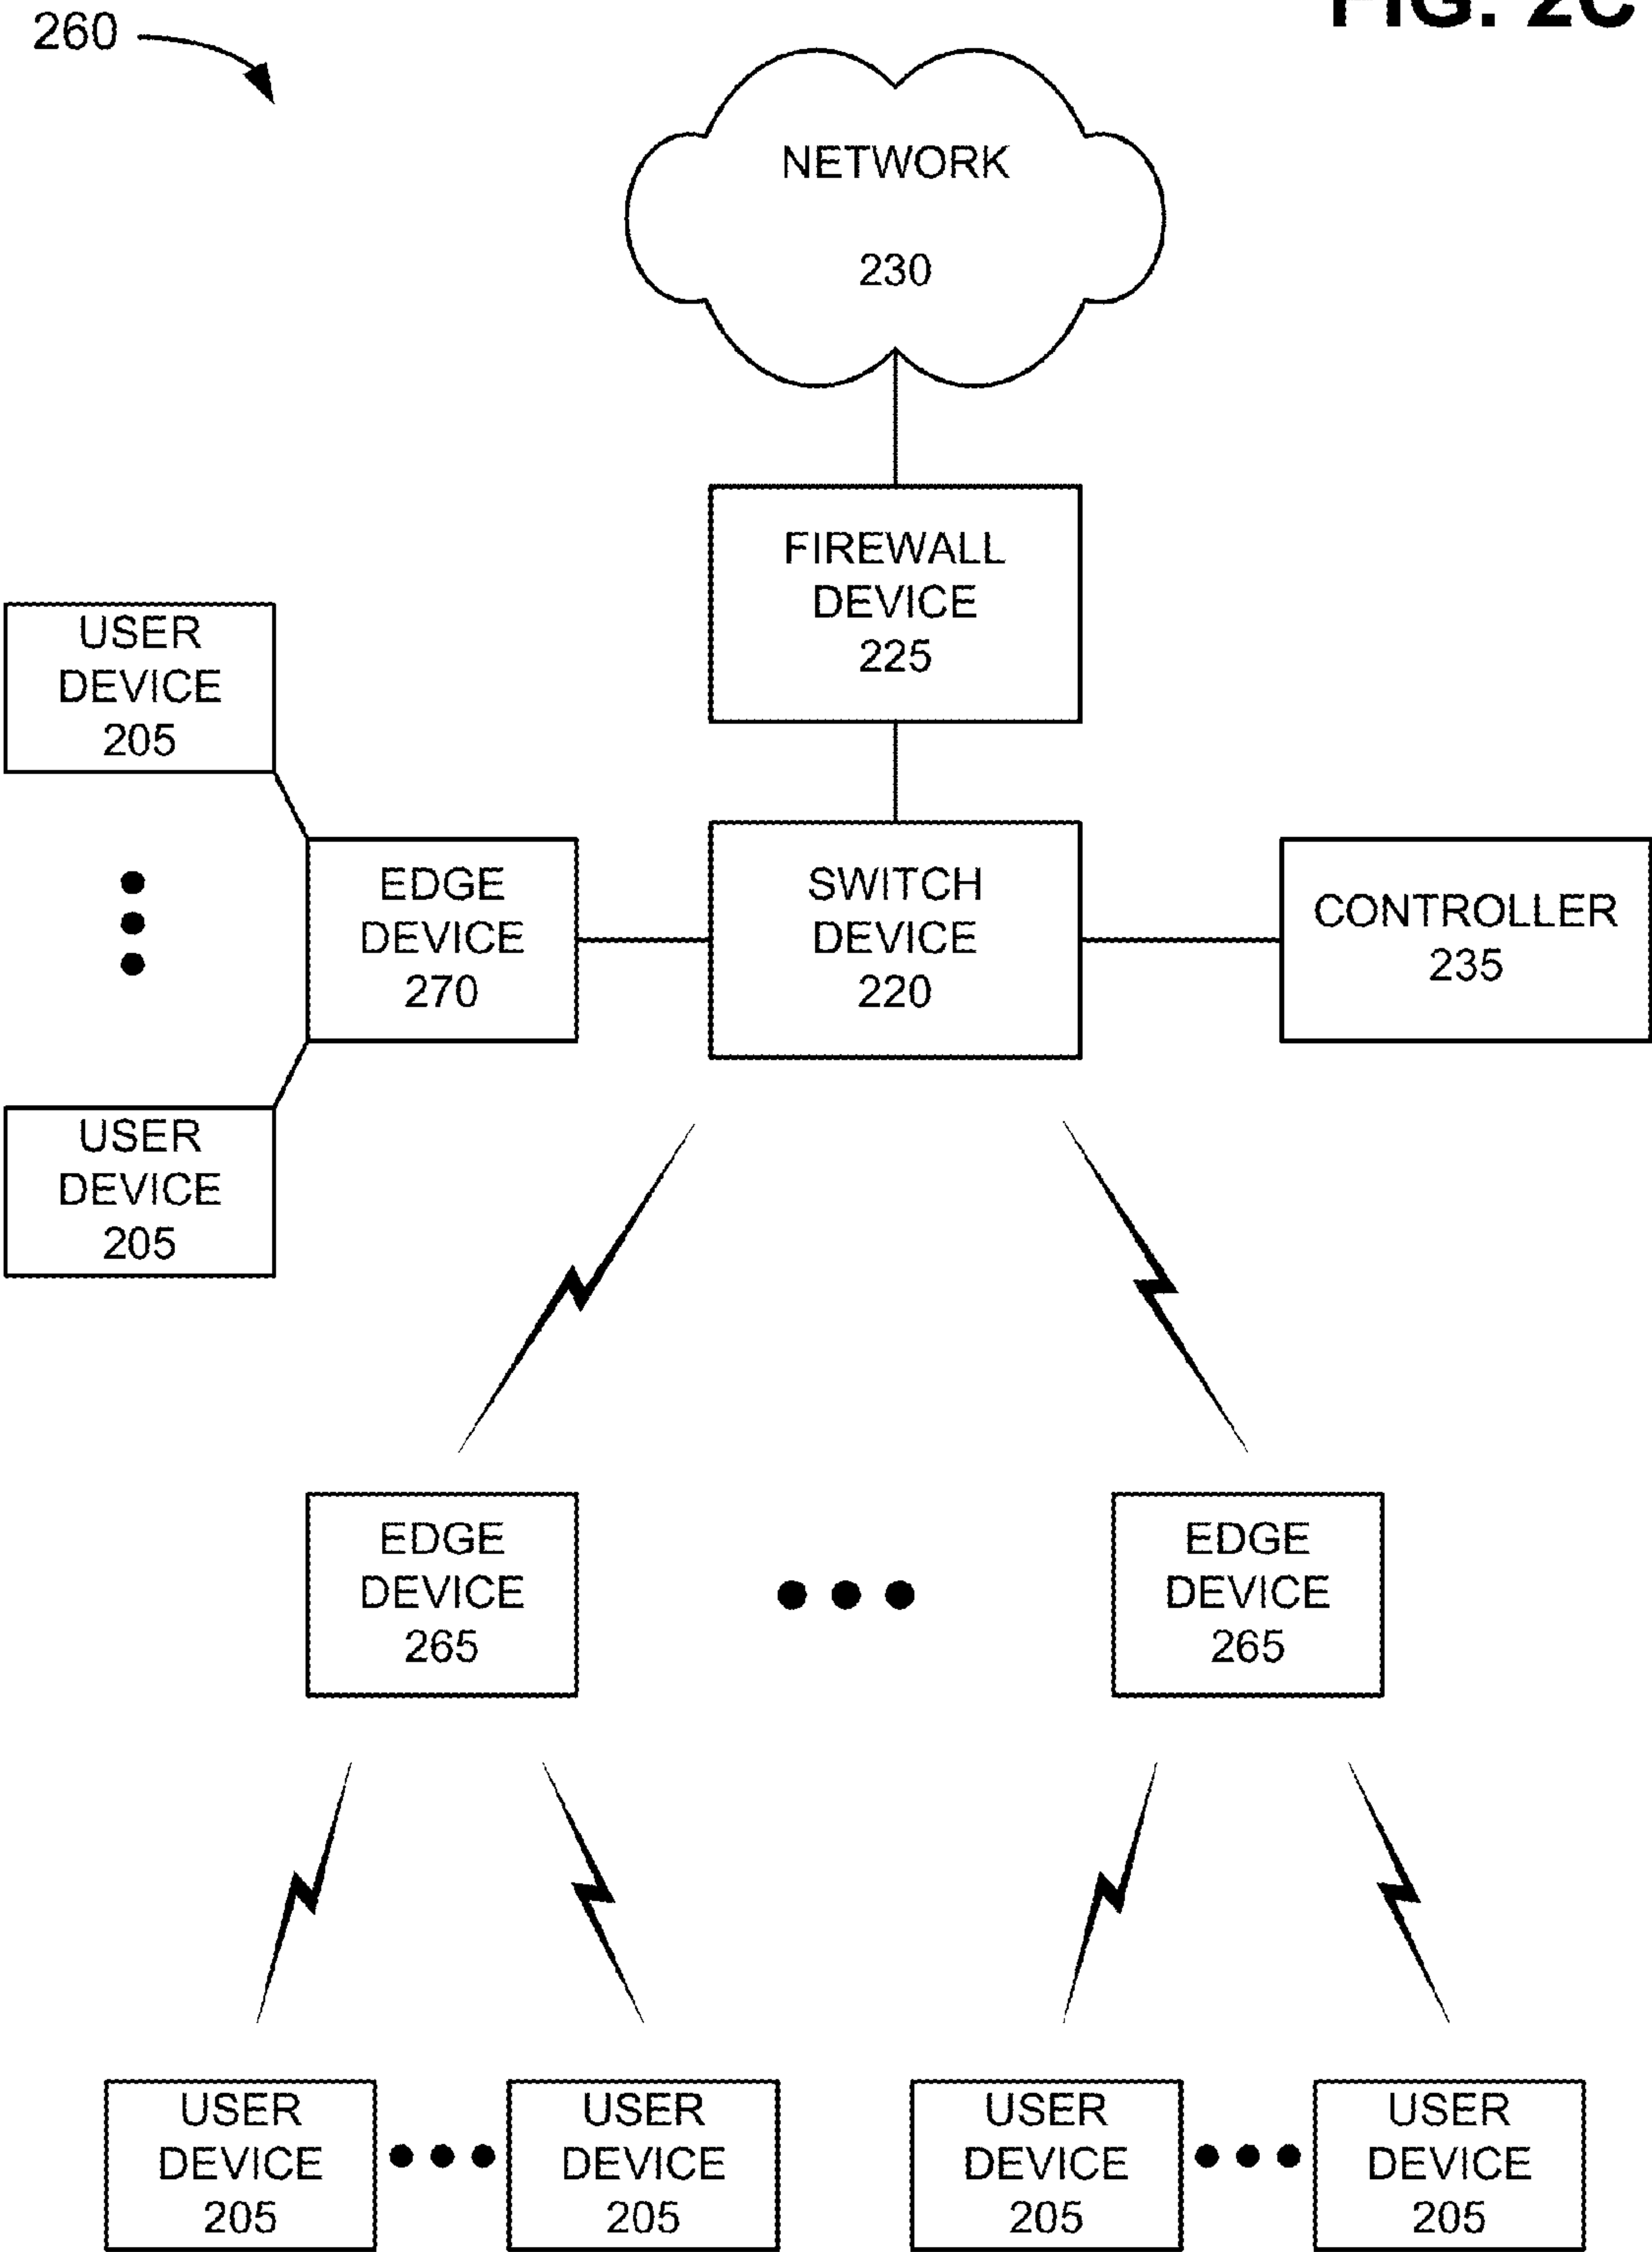 FIG. 2C
260
NETWORK
230
FIREWALL
DEVICE
225
USER
DEVICE
205
EDGE
DEVICE
270
SWITCH
DEVICE
220
CONTROLLER
235
USER
DEVICE
205
EDGE
DEVICE
265
EDGE
DEVICE
265
USER
DEVICE
205
USER
DEVICE
205
USER
DEVICE
205
USER
DEVICE
205